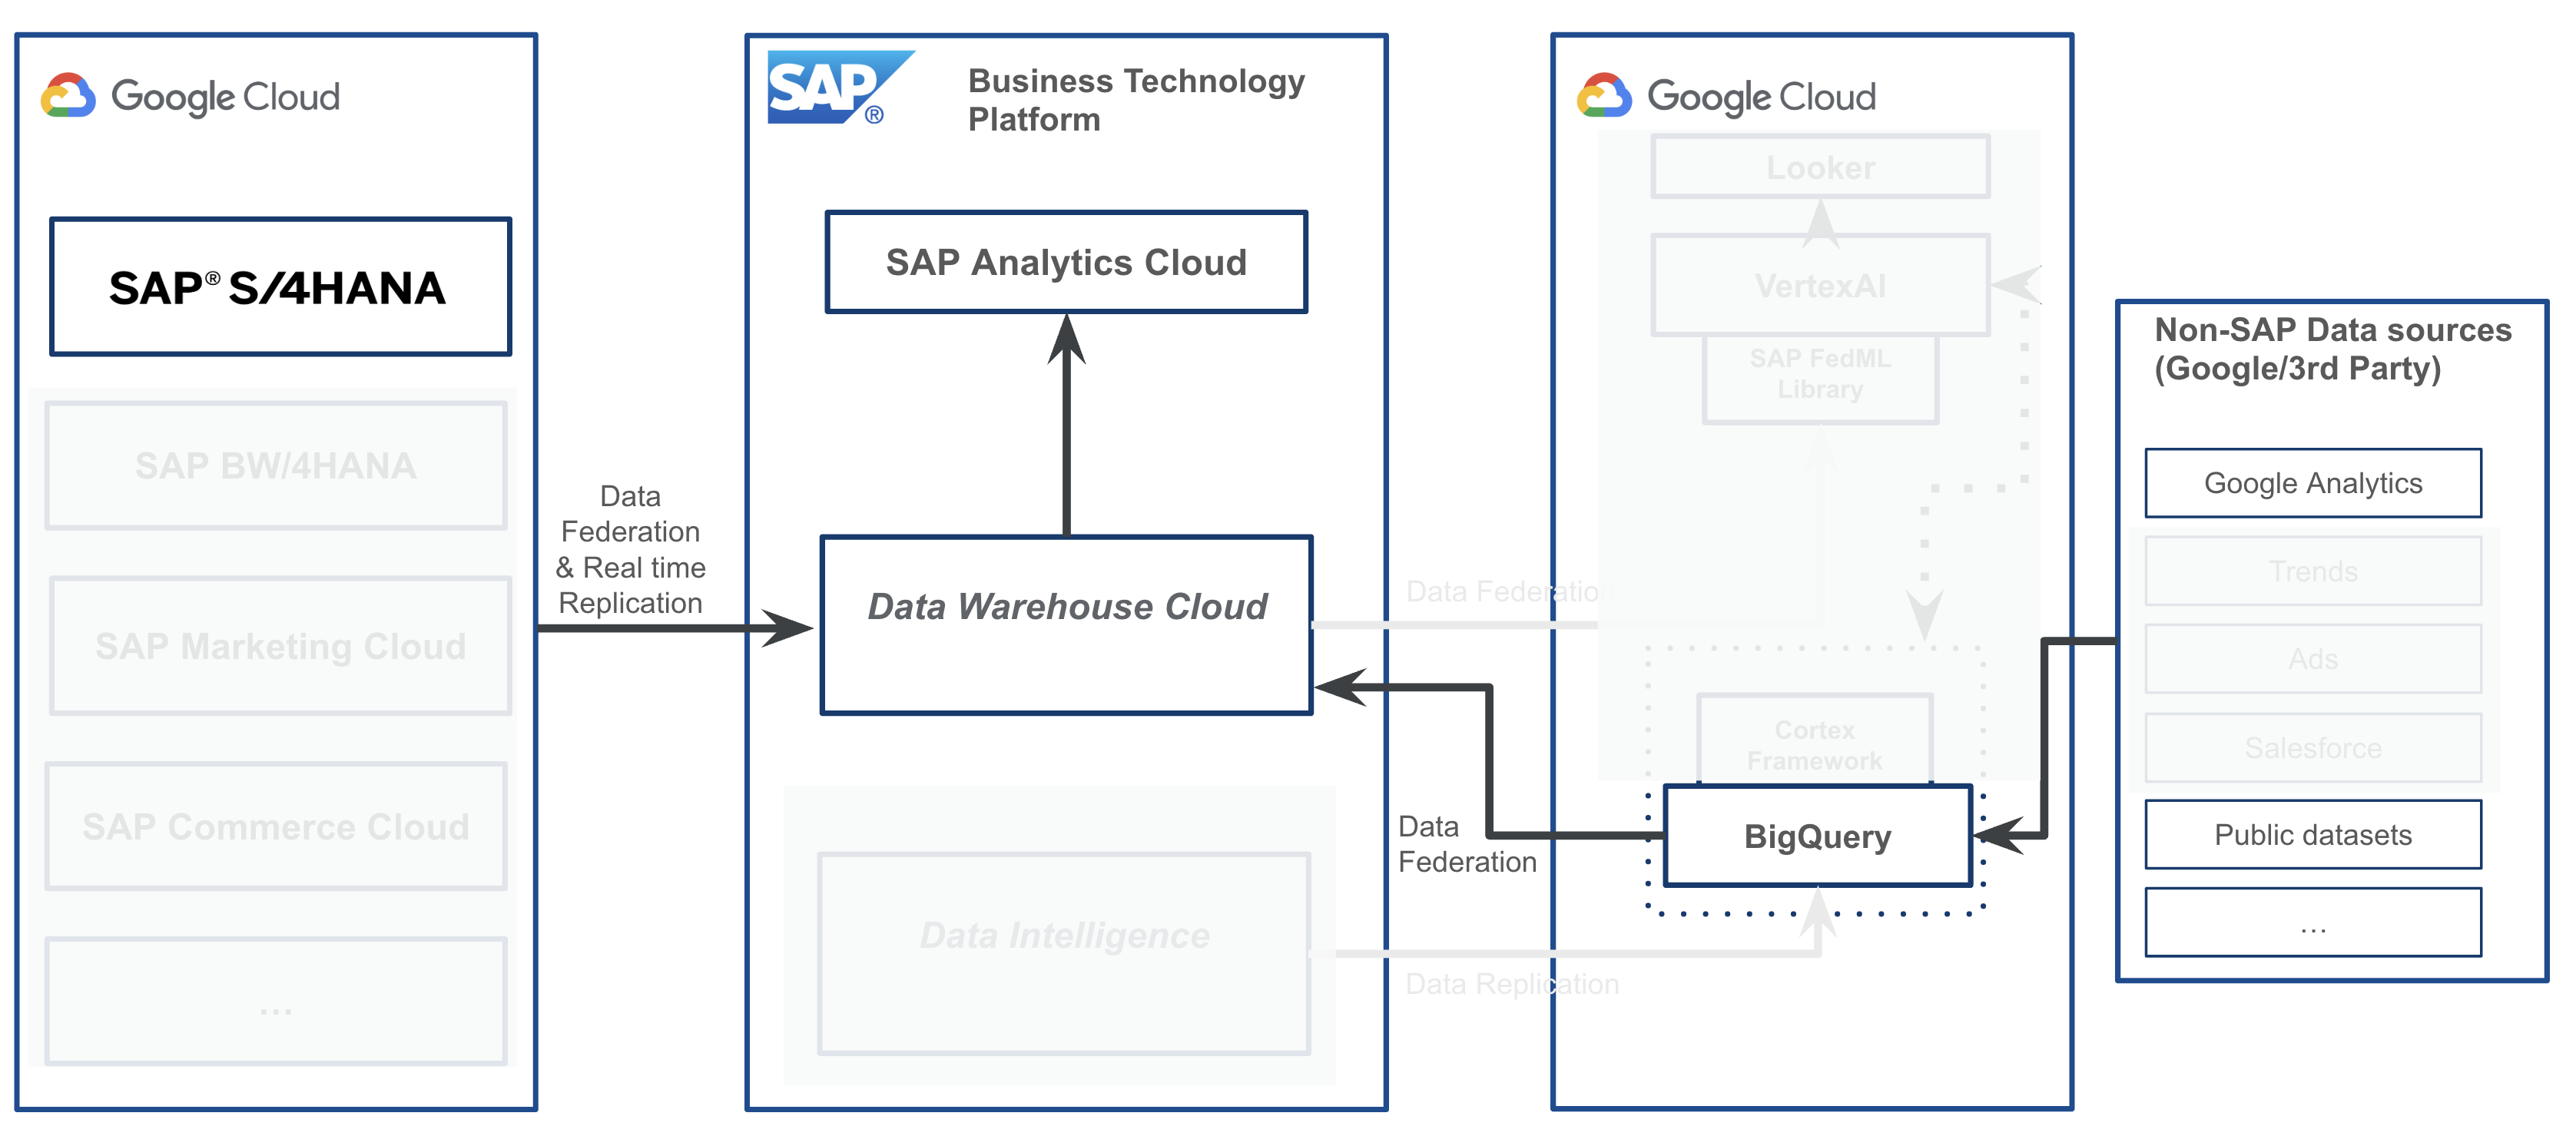 Google Cloud
SAP® S/4HANA
SAP BW/4HANA
SAP Marketing Cloud
SAP Commerce Cloud
...
Data
Federation
& Real time
Replication
SAP ®
Business Technology
Platform
SAP Analytics Cloud
Data Warehouse Cloud
Data Intelligence
Data Federation
Data
Federation
Data Replication
Google Cloud
Looker
VertexAI
SAP FedML
Library
Cortex
Framework
BigQuery
Non-SAP Data sources
(Google/3rd Party)
Google Analytics
Trends
Ads
Salesforce
Public datasets
...